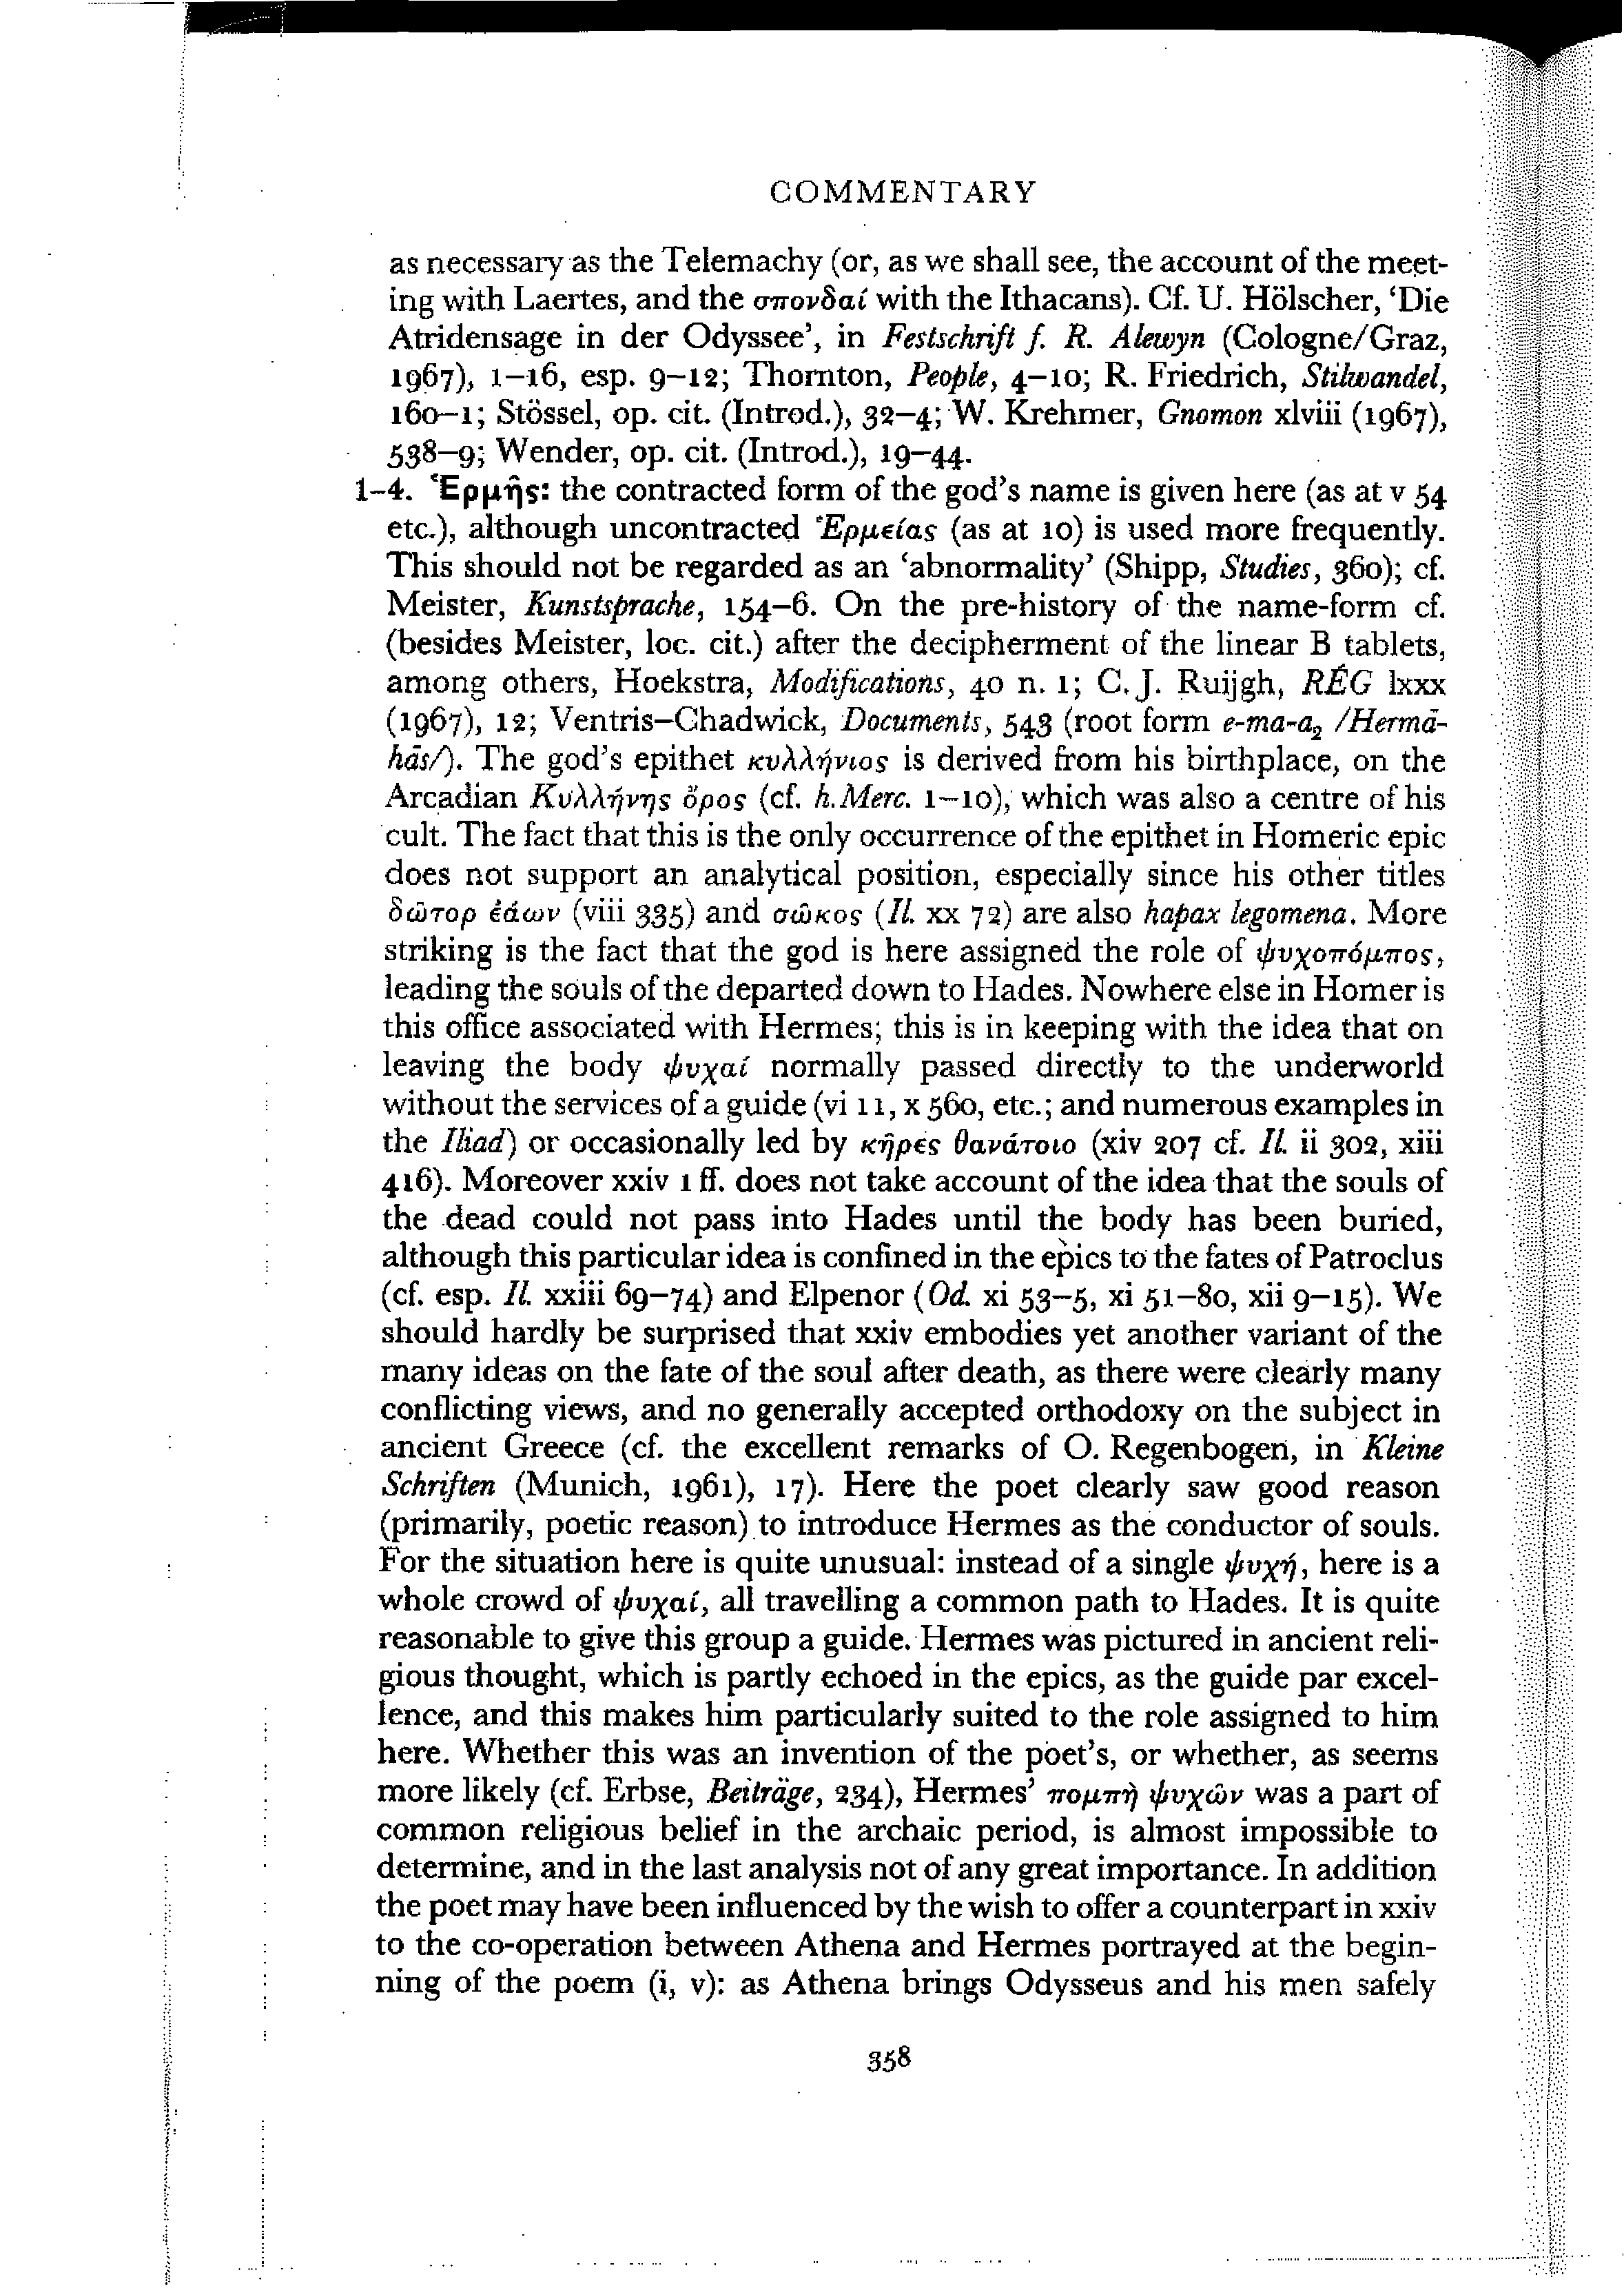 COMMENTARY
as necessary as the Telemachy (or, as we shall see, the account of the meet-
ing with Laertes, and the σπονδαί with the Ithacans). Cf. U. Hölscher, ‘Die
Atridensage in der Odyssee’, in Festschrift f. R. Alewyn (Cologne/Graz,
1967), 1–16, esp. 9–12; Thornton, People, 4–10; R. Friedrich, Stilwandel,
160–1; Stössel, op. cit. (Introd.), 32–4; W. Krehmer, Gnomon xlviii (1967),
538–9; Wender, op. cit. (Introd.), 19–44.
1–4. Ἑρμῆς: the contracted form of the god’s name is given here (as at v 54
etc.), although uncontracted Ἑρμείας (as at 10) is used more frequently.
This should not be regarded as an ‘abnormality’ (Shipp, Studies, 360); cf.
Meister, Kunstsprache, 154–6. On the pre-history of the name-form cf.
(besides Meister, loc. cit.) after the decipherment of the linear B tablets,
among others, Hoekstra, Modifications, 40 n. 1; C. J. Ruijgh, RÉG lxxx
(1967), 12; Ventris–Chadwick, Documents, 543 (root form e-ma-a₂ /Hermā-
hās/). The god’s epithet κυλλήνιος is derived from his birthplace, on the
Arcadian Κυλλήνης ὄρος (cf. h.Merc. 1–10), which was also a centre of his
cult. The fact that this is the only occurrence of the epithet in Homeric epic
does not support an analytical position, especially since his other titles
δῶτορ ἐάων (viii 335) and σῶκος (Il. xx 72) are also hapax legomena. More
striking is the fact that the god is here assigned the role of ψυχοπόμπος,
leading the souls of the departed down to Hades. Nowhere else in Homer is
this office associated with Hermes; this is in keeping with the idea that on
leaving the body ψυχαί normally passed directly to the underworld
without the services of a guide (vi 11, x 560, etc.; and numerous examples in
the Iliad) or occasionally led by κῆρες θανάτοιο (xiv 207 cf. Il. ii 302, xiii
416). Moreover xxiv 1 ff. does not take account of the idea that the souls of
the dead could not pass into Hades until the body has been buried,
although this particular idea is confined in the epics to the fates of Patroclus
(cf. esp. Il. xxiii 69–74) and Elpenor (Od. xi 53–5, xi 51–80, xii 9–15). We
should hardly be surprised that xxiv embodies yet another variant of the
many ideas on the fate of the soul after death, as there were clearly many
conflicting views, and no generally accepted orthodoxy on the subject in
ancient Greece (cf. the excellent remarks of O. Regenbogen, in Kleine
Schriften (Munich, 1961), 17). Here the poet clearly saw good reason
(primarily, poetic reason) to introduce Hermes as the conductor of souls.
For the situation here is quite unusual: instead of a single ψυχή, here is a
whole crowd of ψυχαί, all travelling a common path to Hades. It is quite
reasonable to give this group a guide. Hermes was pictured in ancient reli-
gious thought, which is partly echoed in the epics, as the guide par excel-
lence, and this makes him particularly suited to the role assigned to him
here. Whether this was an invention of the poet’s, or whether, as seems
more likely (cf. Erbse, Beiträge, 234), Hermes’ πομπὴ ψυχῶν was a part of
common religious belief in the archaic period, is almost impossible to
determine, and in the last analysis not of any great importance. In addition
the poet may have been influenced by the wish to offer a counterpart in xxiv
to the co-operation between Athena and Hermes portrayed at the begin-
ning of the poem (i, v): as Athena brings Odysseus and his men safely
358